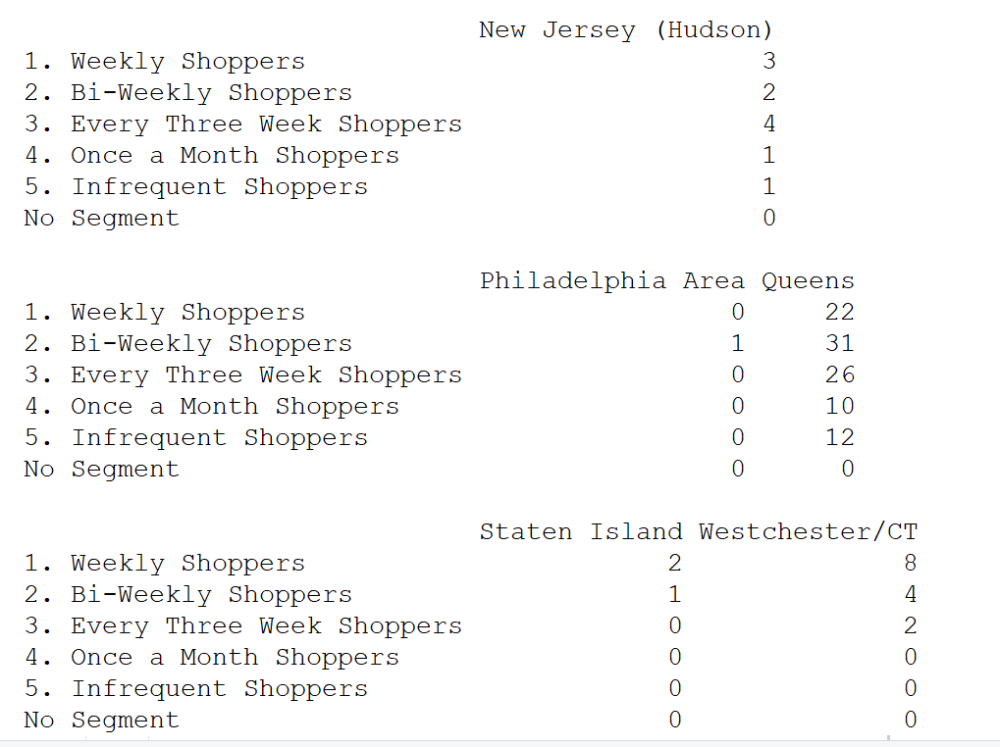 New Jersey (Hudson)
1. Weekly Shoppers 3
2. Bi-Weekly Shoppers 2
3. Every Three Week Shoppers 4
4. Once a Month Shoppers 1
5. Infrequent Shoppers 1
No Segment 0
Philadelphia Area Queens
1. Weekly Shoppers 0 22
2. Bi-Weekly Shoppers 1 31
3. Every Three Week Shoppers 0 26
4. Once a Month Shoppers 0 10
5. Infrequent Shoppers 0 12
No Segment 0 0
Staten Island Westchester/CT
1. Weekly Shoppers 2 8
2. Bi-Weekly Shoppers 1 4
3. Every Three Week Shoppers 0 2
4. Once a Month Shoppers 0 0
5. Infrequent Shoppers 0 0
No Segment 0 0